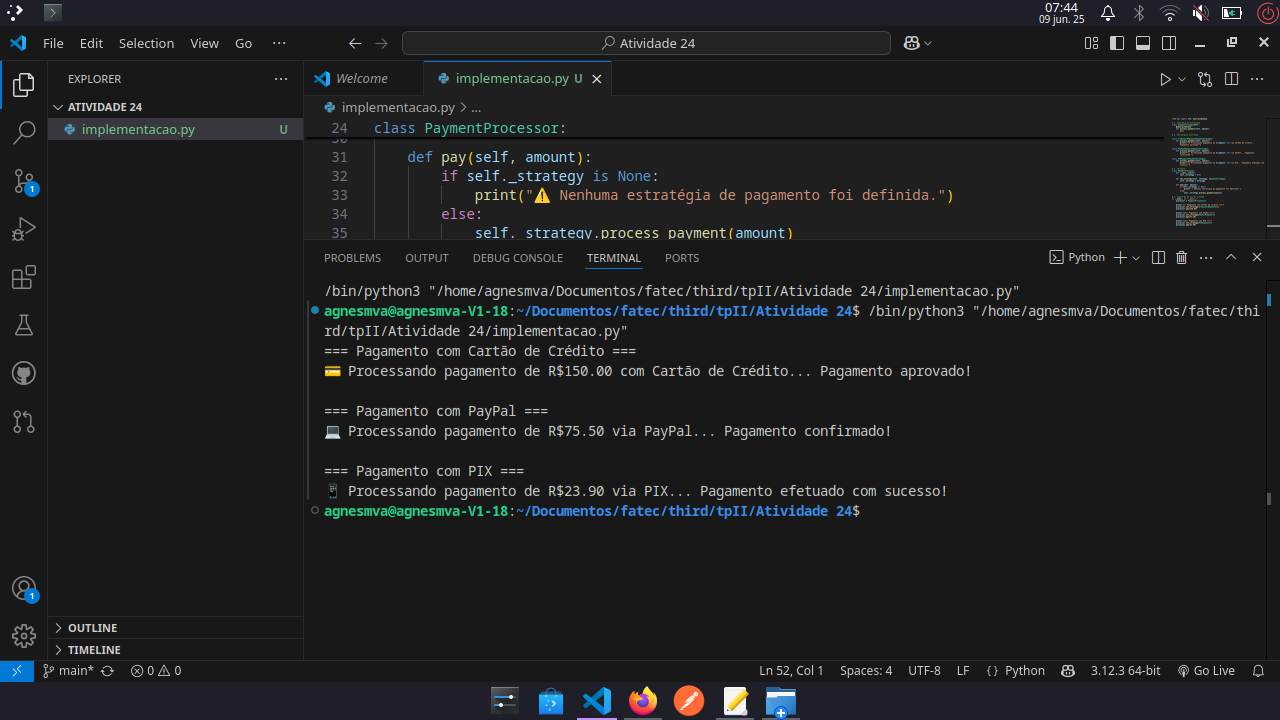 07:44
09 jun. 25
File Edit Selection View Go ···
Atividade 24
EXPLORER
ATIVIDADE 24
implementacao.py U
OUTLINE
TIMELINE
Welcome
implementacao.py U
implementacao.py > ...
24 class PaymentProcessor:
30
31 def pay(self, amount):
32 if self._strategy is None:
33 print("⚠️ Nenhuma estratégia de pagamento foi definida.")
34 else:
35 self._strategy.process_payment(amount)
PROBLEMS OUTPUT DEBUG CONSOLE TERMINAL PORTS
Python
/bin/python3 "/home/agnesmva/Documentos/fatec/third/tpII/Atividade 24/implementacao.py"
agnesmva@agnesmva-V1-18:~/Documentos/fatec/third/tpII/Atividade 24$ /bin/python3 "/home/agnesmva/Documentos/fatec/thi
rd/tpII/Atividade 24/implementacao.py"
=== Pagamento com Cartão de Crédito ===
💳 Processando pagamento de R$150.00 com Cartão de Crédito... Pagamento aprovado!
=== Pagamento com PayPal ===
💻 Processando pagamento de R$75.50 via PayPal... Pagamento confirmado!
=== Pagamento com PIX ===
📱 Processando pagamento de R$23.90 via PIX... Pagamento efetuado com sucesso!
agnesmva@agnesmva-V1-18:~/Documentos/fatec/third/tpII/Atividade 24$
1
1
main* 0 0
Ln 52, Col 1 Spaces: 4 UTF-8 LF Python 3.12.3 64-bit Go Live